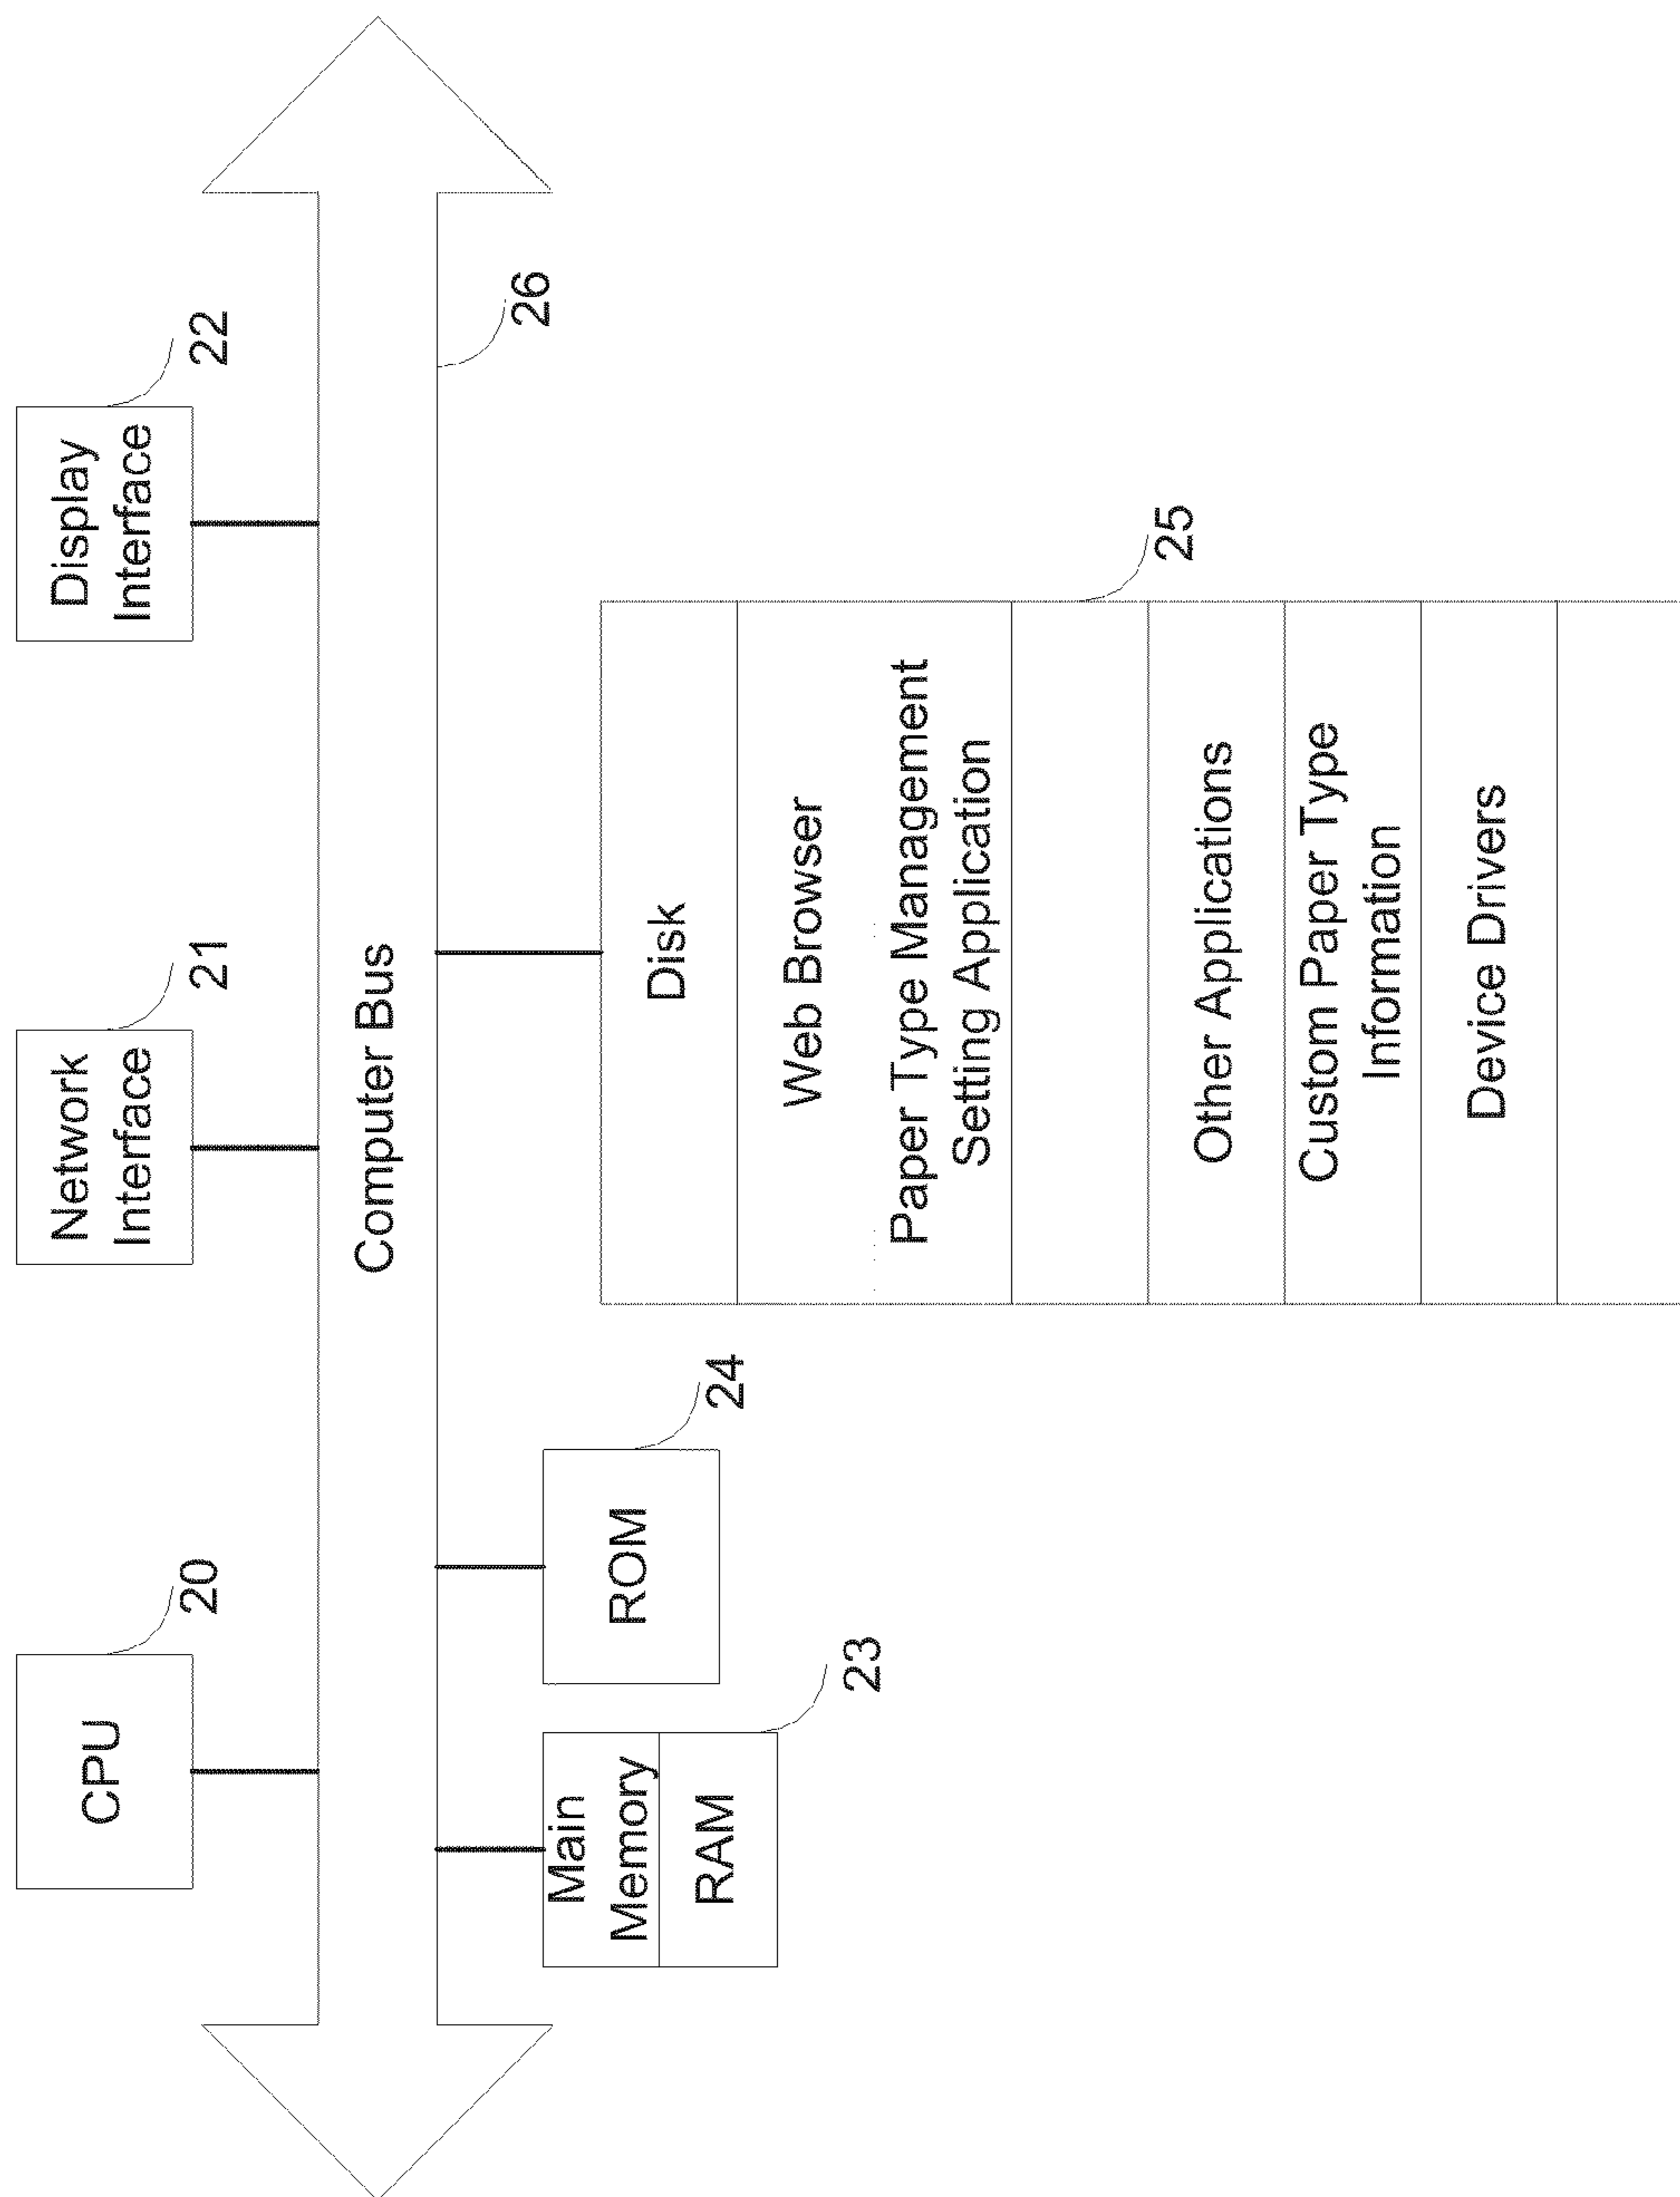 CPU
20
Network
Interface
21
Display
Interface
22
Computer Bus
26
Main
Memory
RAM
23
ROM
24
Disk
25
Web Browser
Paper Type Management
Setting Application
Other Applications
Custom Paper Type
Information
Device Drivers